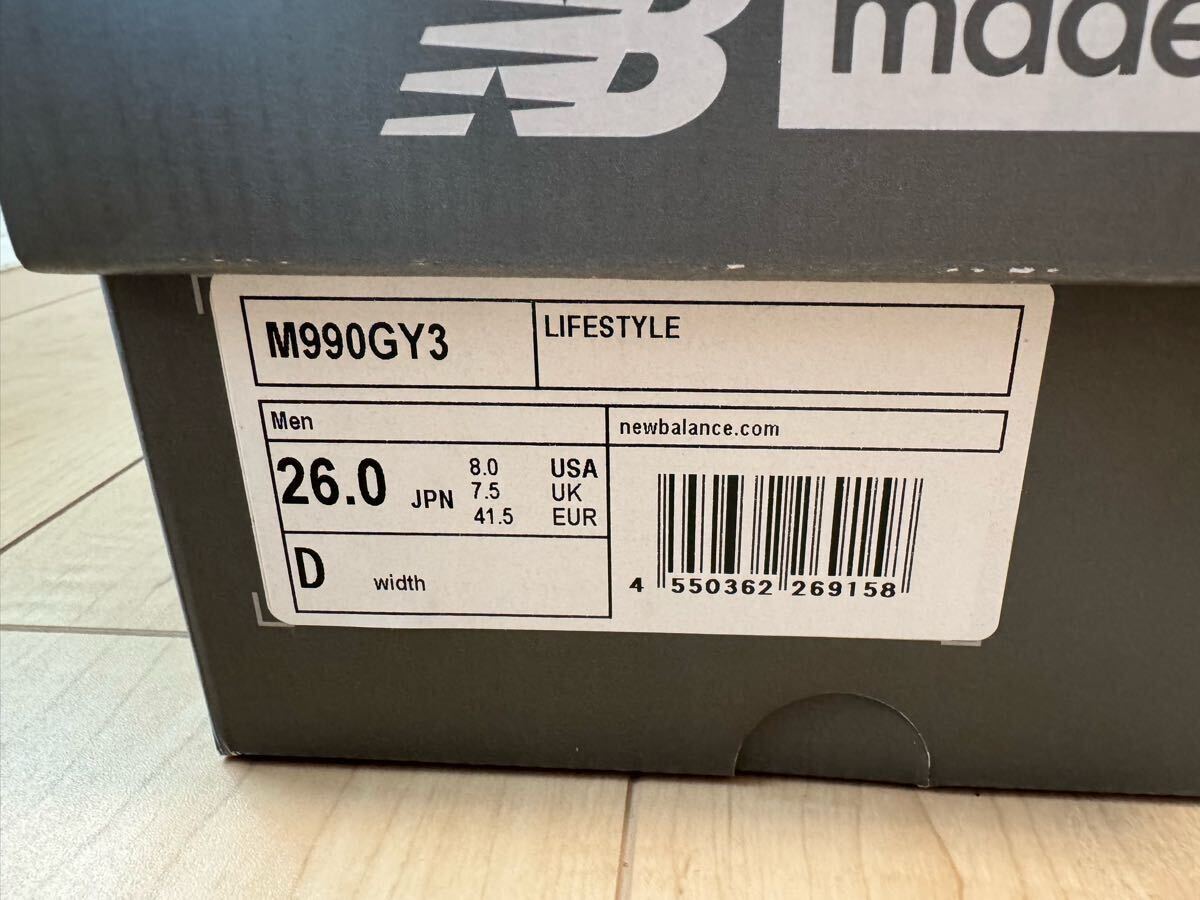 NB made
M990GY3
LIFESTYLE
Men
newbalance.com
26.0 JPN
8.0 USA
7.5 UK
41.5 EUR
D width
4 550362 269158